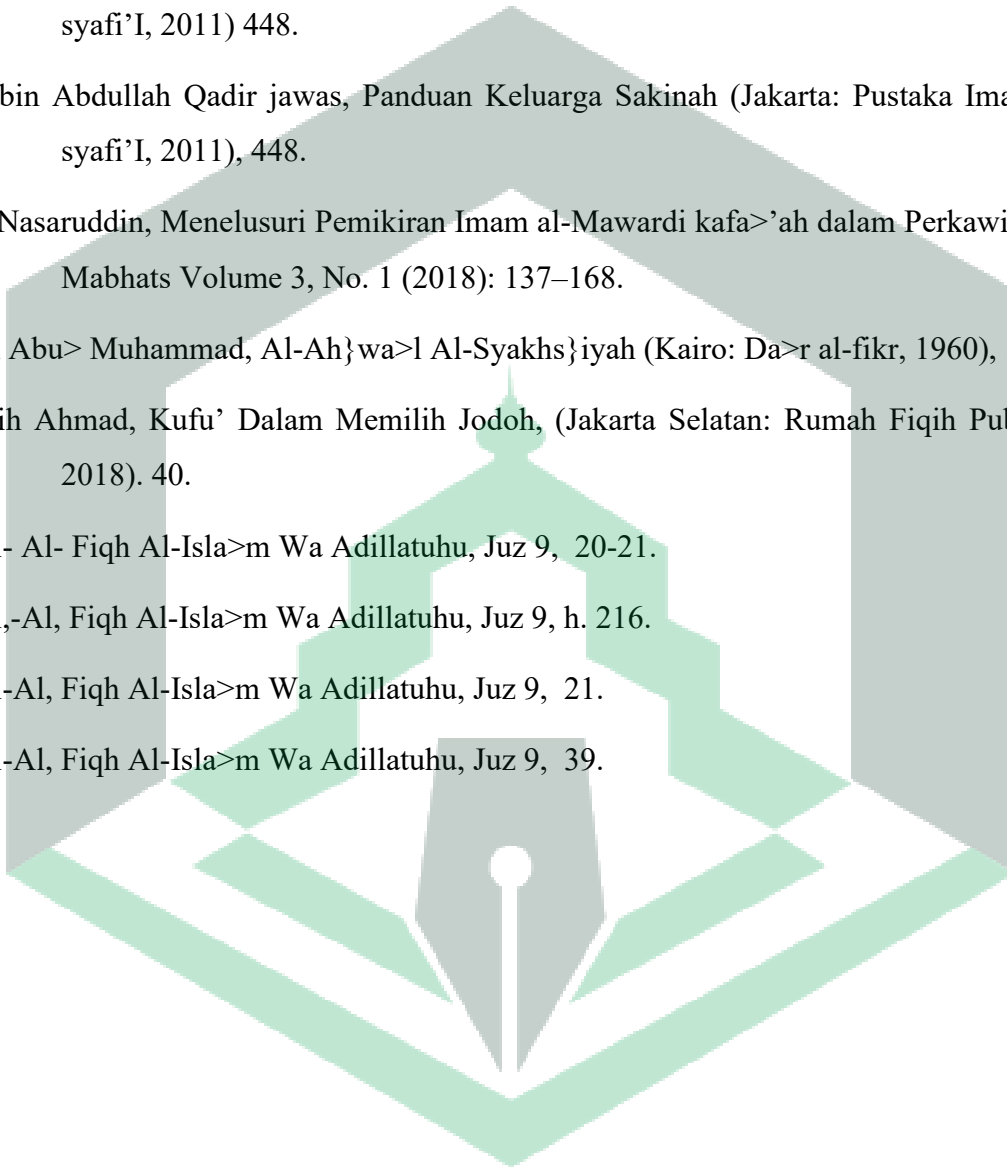 syafi’I, 2011) 448.
bin Abdullah Qadir jawas, Panduan Keluarga Sakinah (Jakarta: Pustaka Ima
syafi’I, 2011), 448.
Nasaruddin, Menelusuri Pemikiran Imam al-Mawardi kafa>’ah dalam Perkawi
Mabhats Volume 3, No. 1 (2018): 137–168.
Abu> Muhammad, Al-Ah}wa>l Al-Syakhs}iyah (Kairo: Da>r al-fikr, 1960),
ih Ahmad, Kufu’ Dalam Memilih Jodoh, (Jakarta Selatan: Rumah Fiqih Pub
2018). 40.
- Al- Fiqh Al-Isla>m Wa Adillatuhu, Juz 9, 20-21.
,-Al, Fiqh Al-Isla>m Wa Adillatuhu, Juz 9, h. 216.
-Al, Fiqh Al-Isla>m Wa Adillatuhu, Juz 9, 21.
-Al, Fiqh Al-Isla>m Wa Adillatuhu, Juz 9, 39.